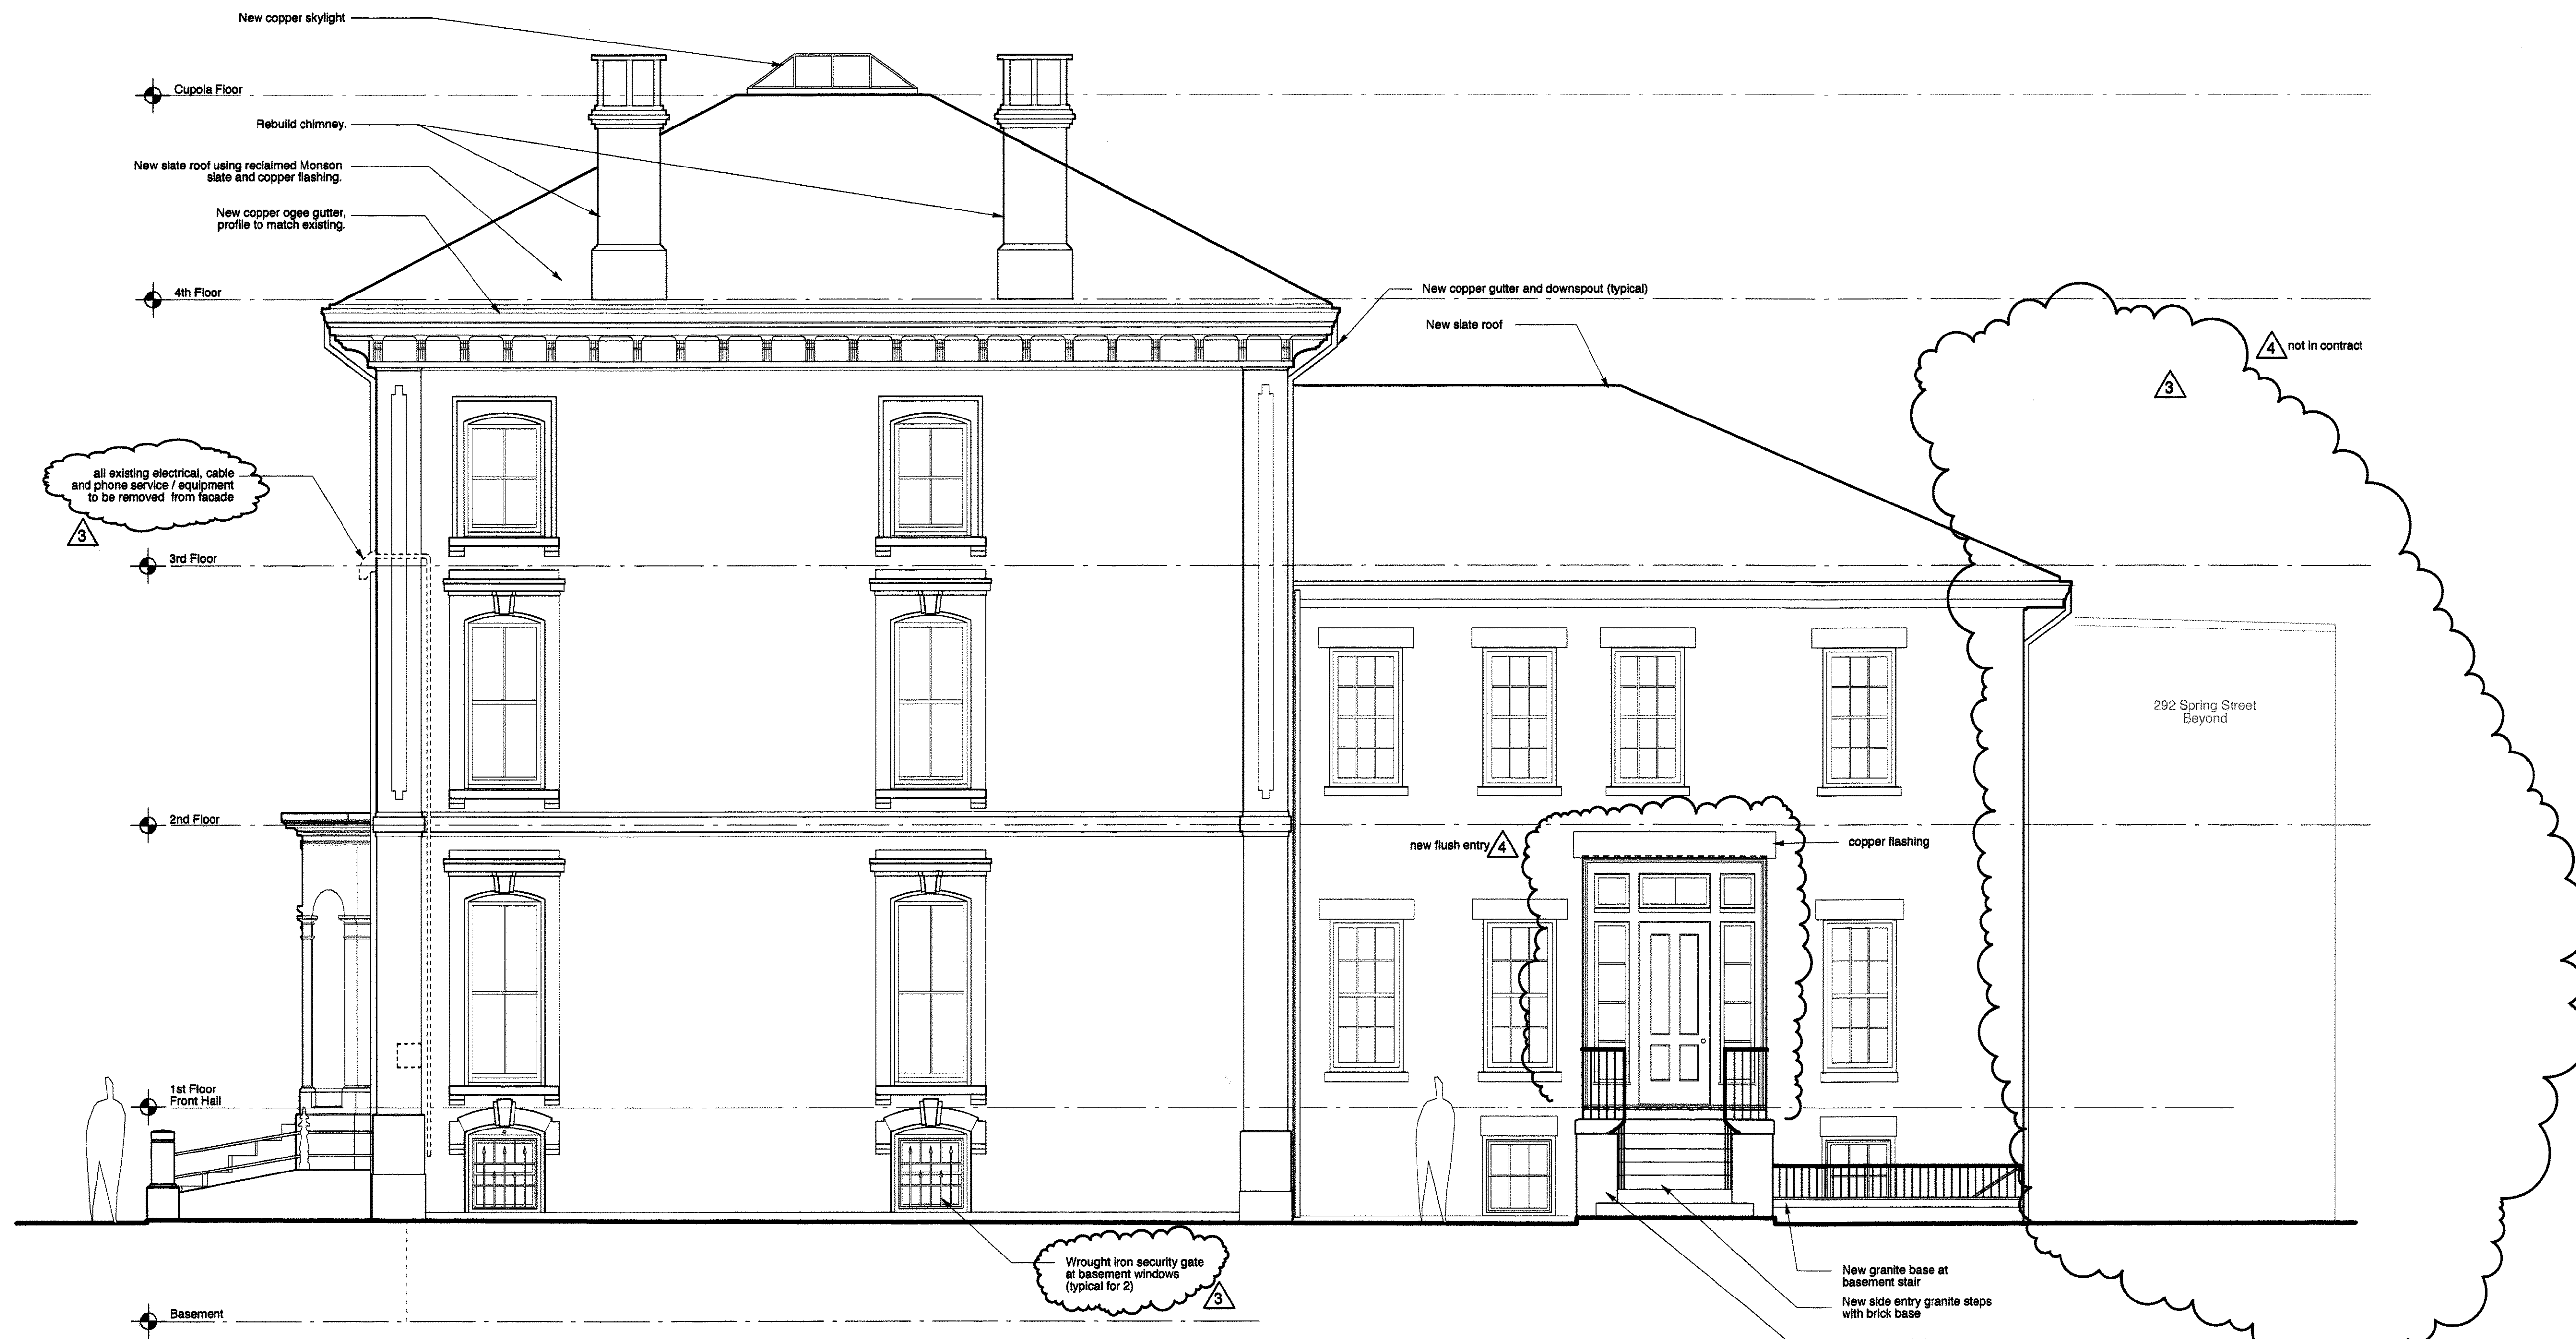 New copper skylight
Cupola Floor
Rebuild chimney.
New slate roof using reclaimed Monson
slate and copper flashing.
New copper ogee gutter,
profile to match existing.
4th Floor
New copper gutter and downspout (typical)
New slate roof
4 not in contract
3
all existing electrical, cable
and phone service / equipment
to be removed from facade
3
3rd Floor
292 Spring Street
Beyond
2nd Floor
new flush entry 4
copper flashing
1st Floor
Front Hall
Wrought iron security gate
at basement windows
(typical for 2)
3
New granite base at
basement stair
New side entry granite steps
with brick base
Basement